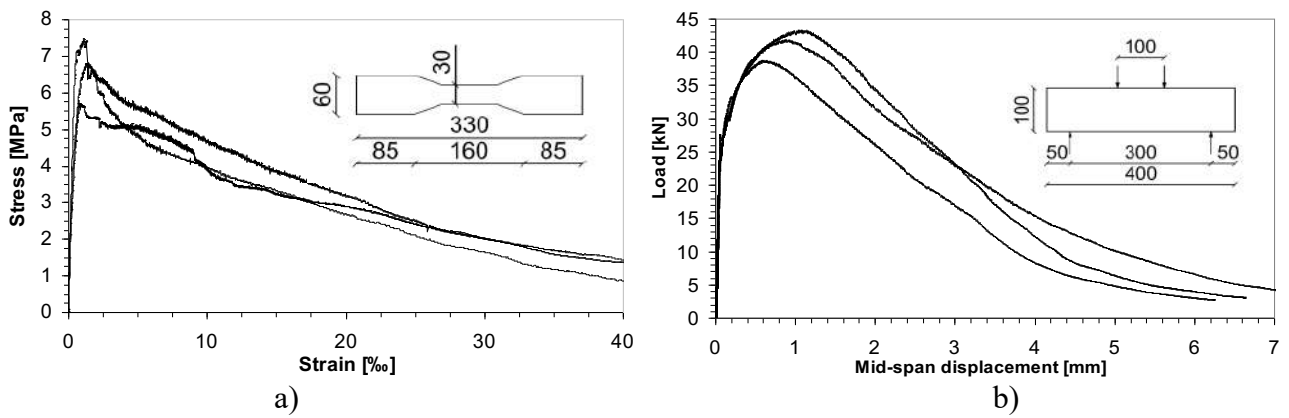 8
7
6
5
4
3
2
1
0
Stress [MPa]
0 10 20 30 40
Strain [‰]
60
30
330
85 160 85
a)
50
45
40
35
30
25
20
15
10
5
0
Load [kN]
0 1 2 3 4 5 6 7
Mid-span displacement [mm]
100
100
50 300 50
400
b)